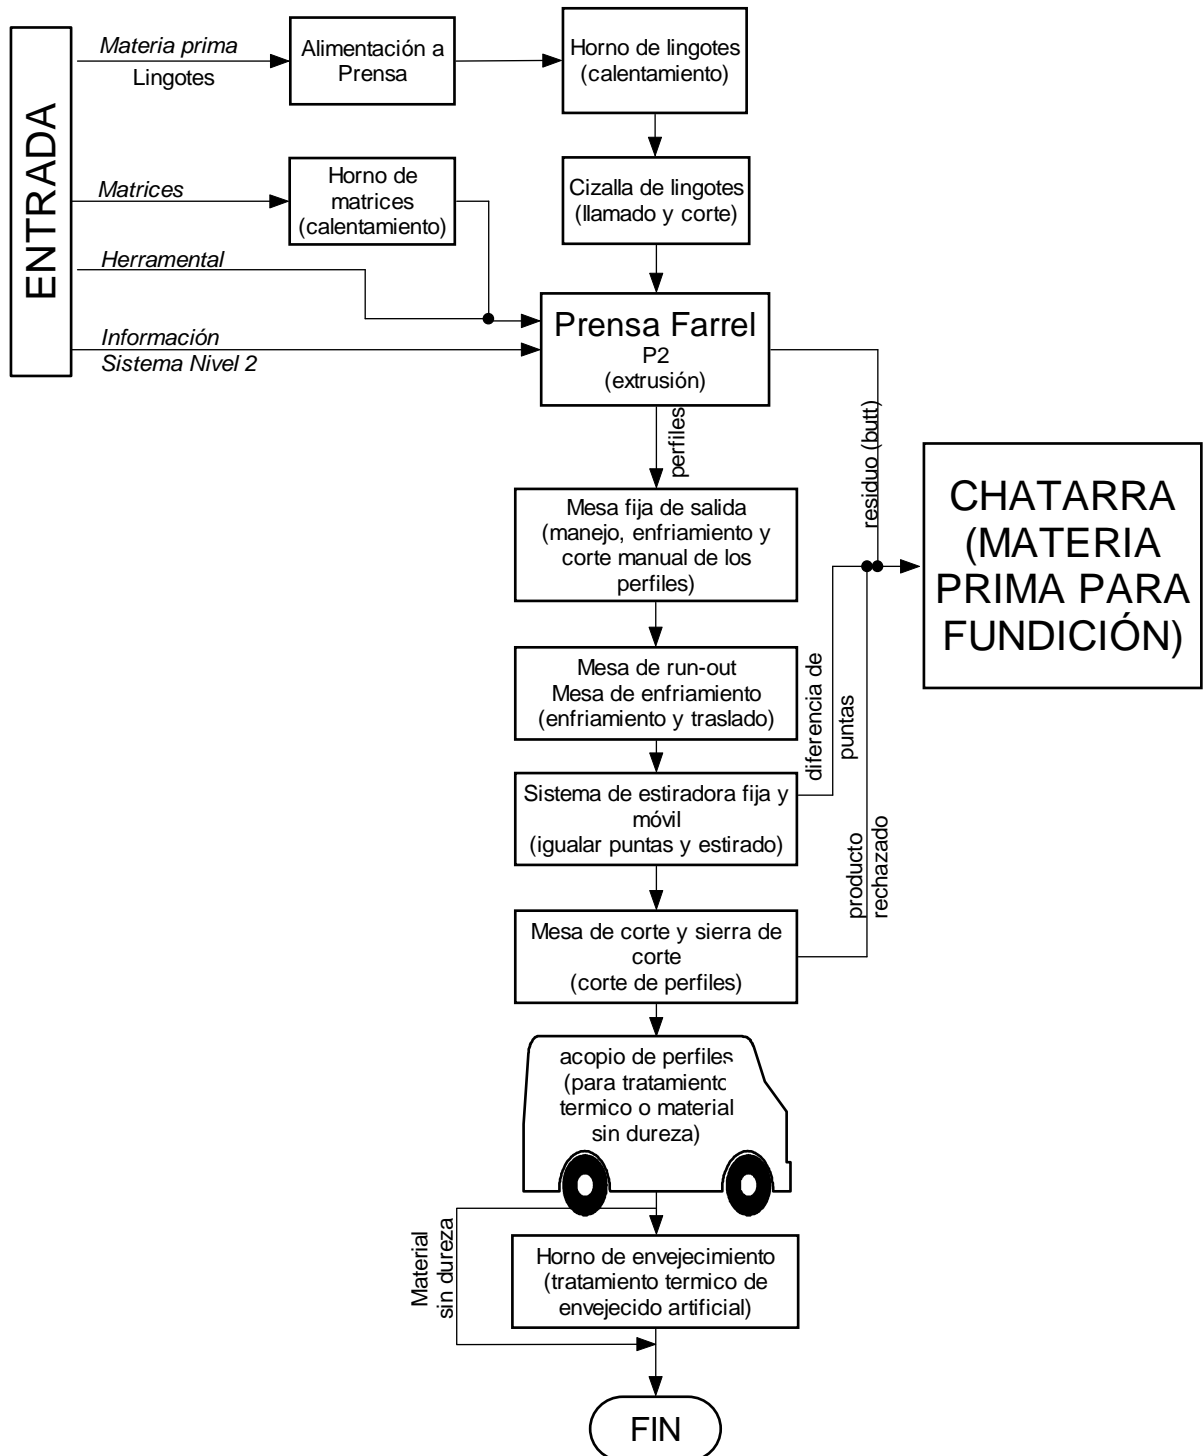 ENTRADA
Materia prima
Lingotes
Alimentación a
Prensa
Horno de lingotes
(calentamiento)
Matrices
Horno de
matrices
(calentamiento)
Cizalla de lingotes
(llamado y corte)
Herramental
Información
Sistema Nivel 2
Prensa Farrel
P2
(extrusión)
perfiles
residuo (butt)
CHATARRA
(MATERIA
PRIMA PARA
FUNDICIÓN)
Mesa fija de salida
(manejo, enfriamiento y
corte manual de los
perfiles)
Mesa de run-out
Mesa de enfriamiento
(enfriamiento y traslado)
diferencia de
puntas
Sistema de estiradora fija y
móvil
(igualar puntas y estirado)
producto
rechazado
Mesa de corte y sierra de
corte
(corte de perfiles)
acopio de perfiles
(para tratamiento
termico o material
sin dureza)
Material
sin dureza
Horno de envejecimiento
(tratamiento termico de
envejecido artificial)
FIN